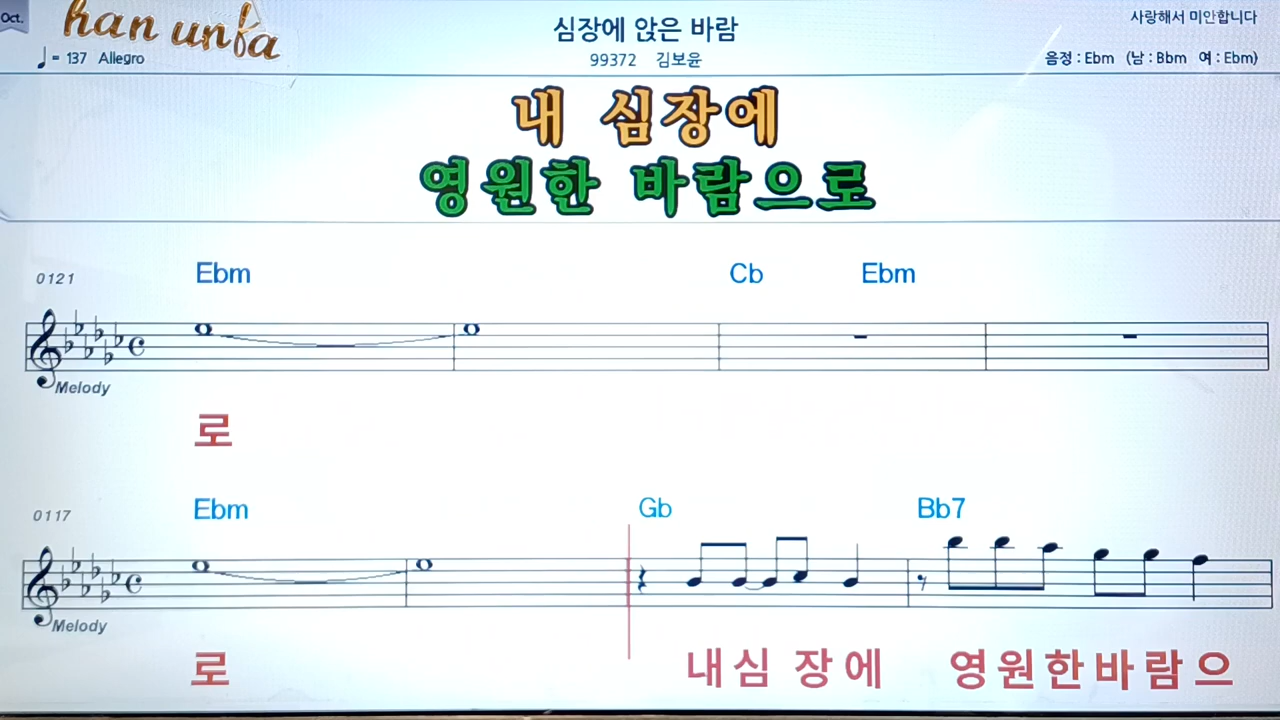 Oct.
han unfa
심장에 앉은 바람
사랑해서 미안합니다
♩= 137 Allegro
99372 김보윤
음정 : Ebm (남 : Bbm 여 : Ebm)
내 심장에
영원한 바람으로
0121
Ebm Cb Ebm
Melody
로
0117
Ebm Gb Bb7
Melody
로 내심 장에 영원한바람으